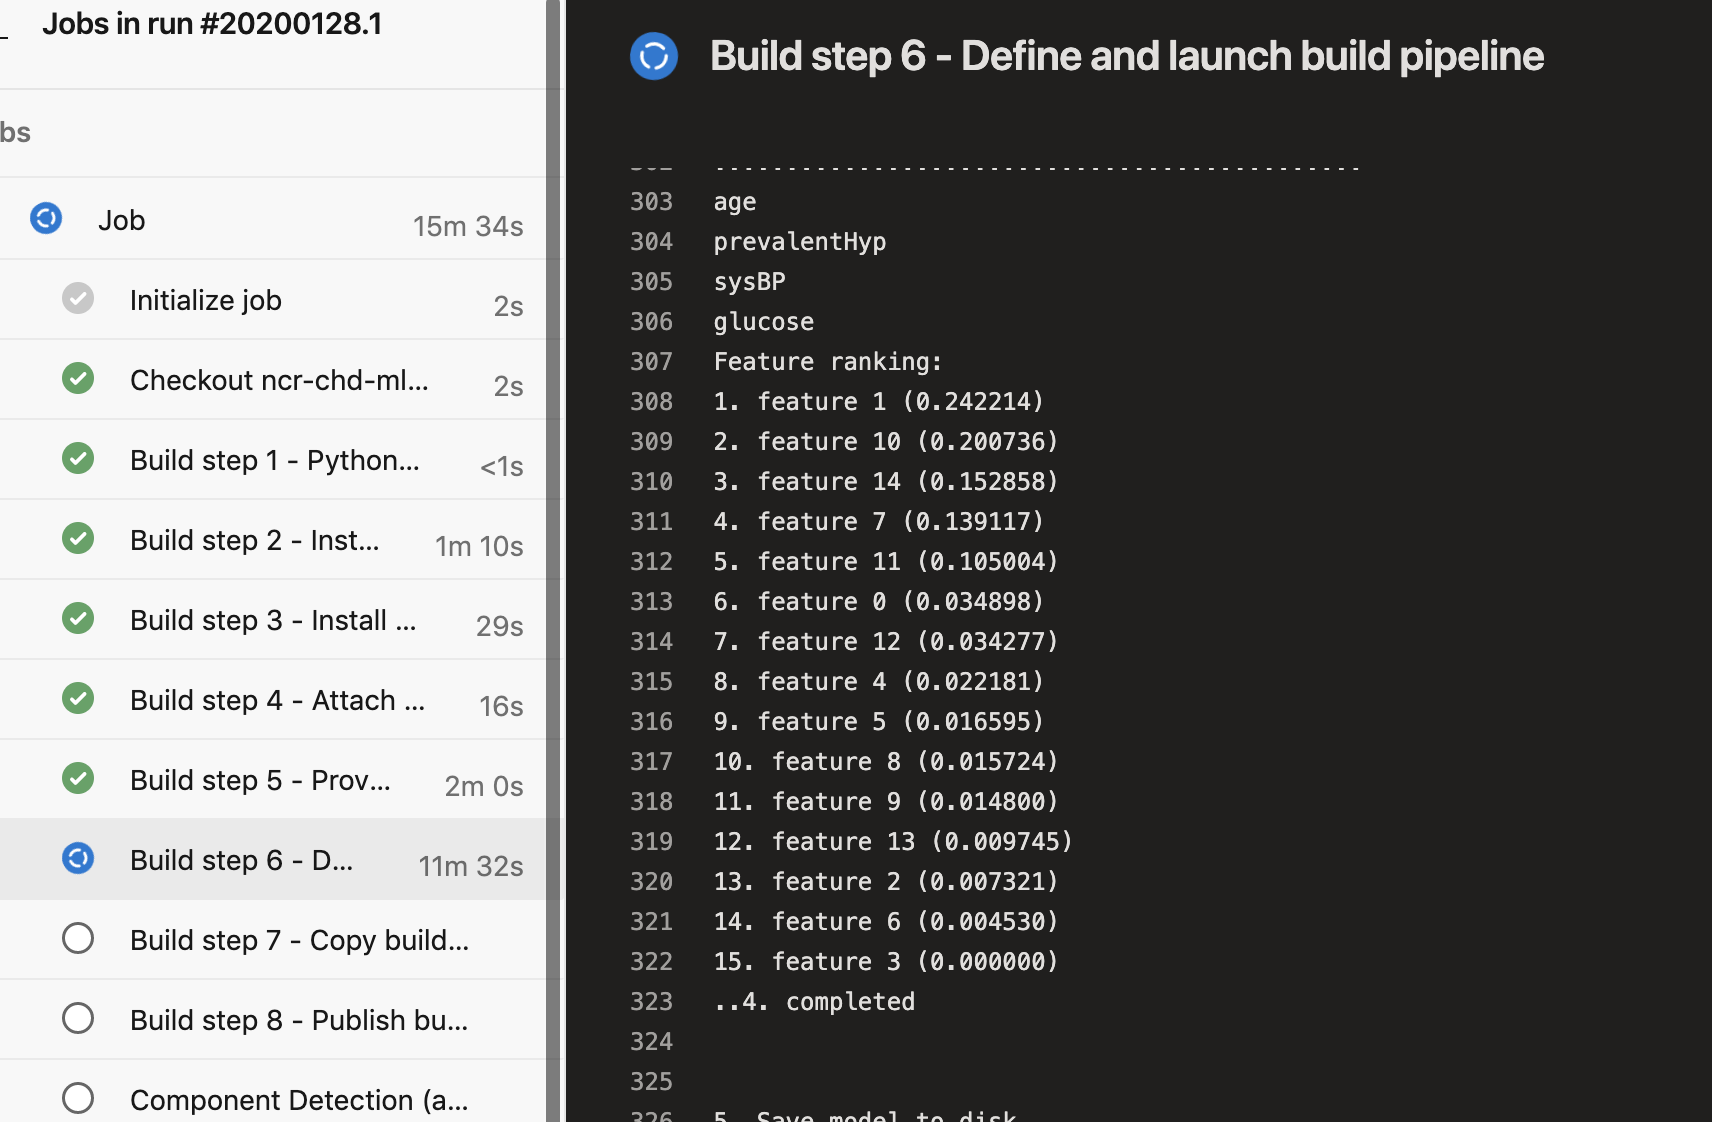 Jobs in run #20200128.1
bs
Job 15m 34s
Initialize job 2s
Checkout ncr-chd-ml... 2s
Build step 1 - Python... <1s
Build step 2 - Inst... 1m 10s
Build step 3 - Install ... 29s
Build step 4 - Attach ... 16s
Build step 5 - Prov... 2m 0s
Build step 6 - D... 11m 32s
Build step 7 - Copy build...
Build step 8 - Publish bu...
Component Detection (a...
Build step 6 - Define and launch build pipeline
302 .............................................
303 age
304 prevalentHyp
305 sysBP
306 glucose
307 Feature ranking:
308 1. feature 1 (0.242214)
309 2. feature 10 (0.200736)
310 3. feature 14 (0.152858)
311 4. feature 7 (0.139117)
312 5. feature 11 (0.105004)
313 6. feature 0 (0.034898)
314 7. feature 12 (0.034277)
315 8. feature 4 (0.022181)
316 9. feature 5 (0.016595)
317 10. feature 8 (0.015724)
318 11. feature 9 (0.014800)
319 12. feature 13 (0.009745)
320 13. feature 2 (0.007321)
321 14. feature 6 (0.004530)
322 15. feature 3 (0.000000)
323 ..4. completed
324
325
326 5. Save model to disk